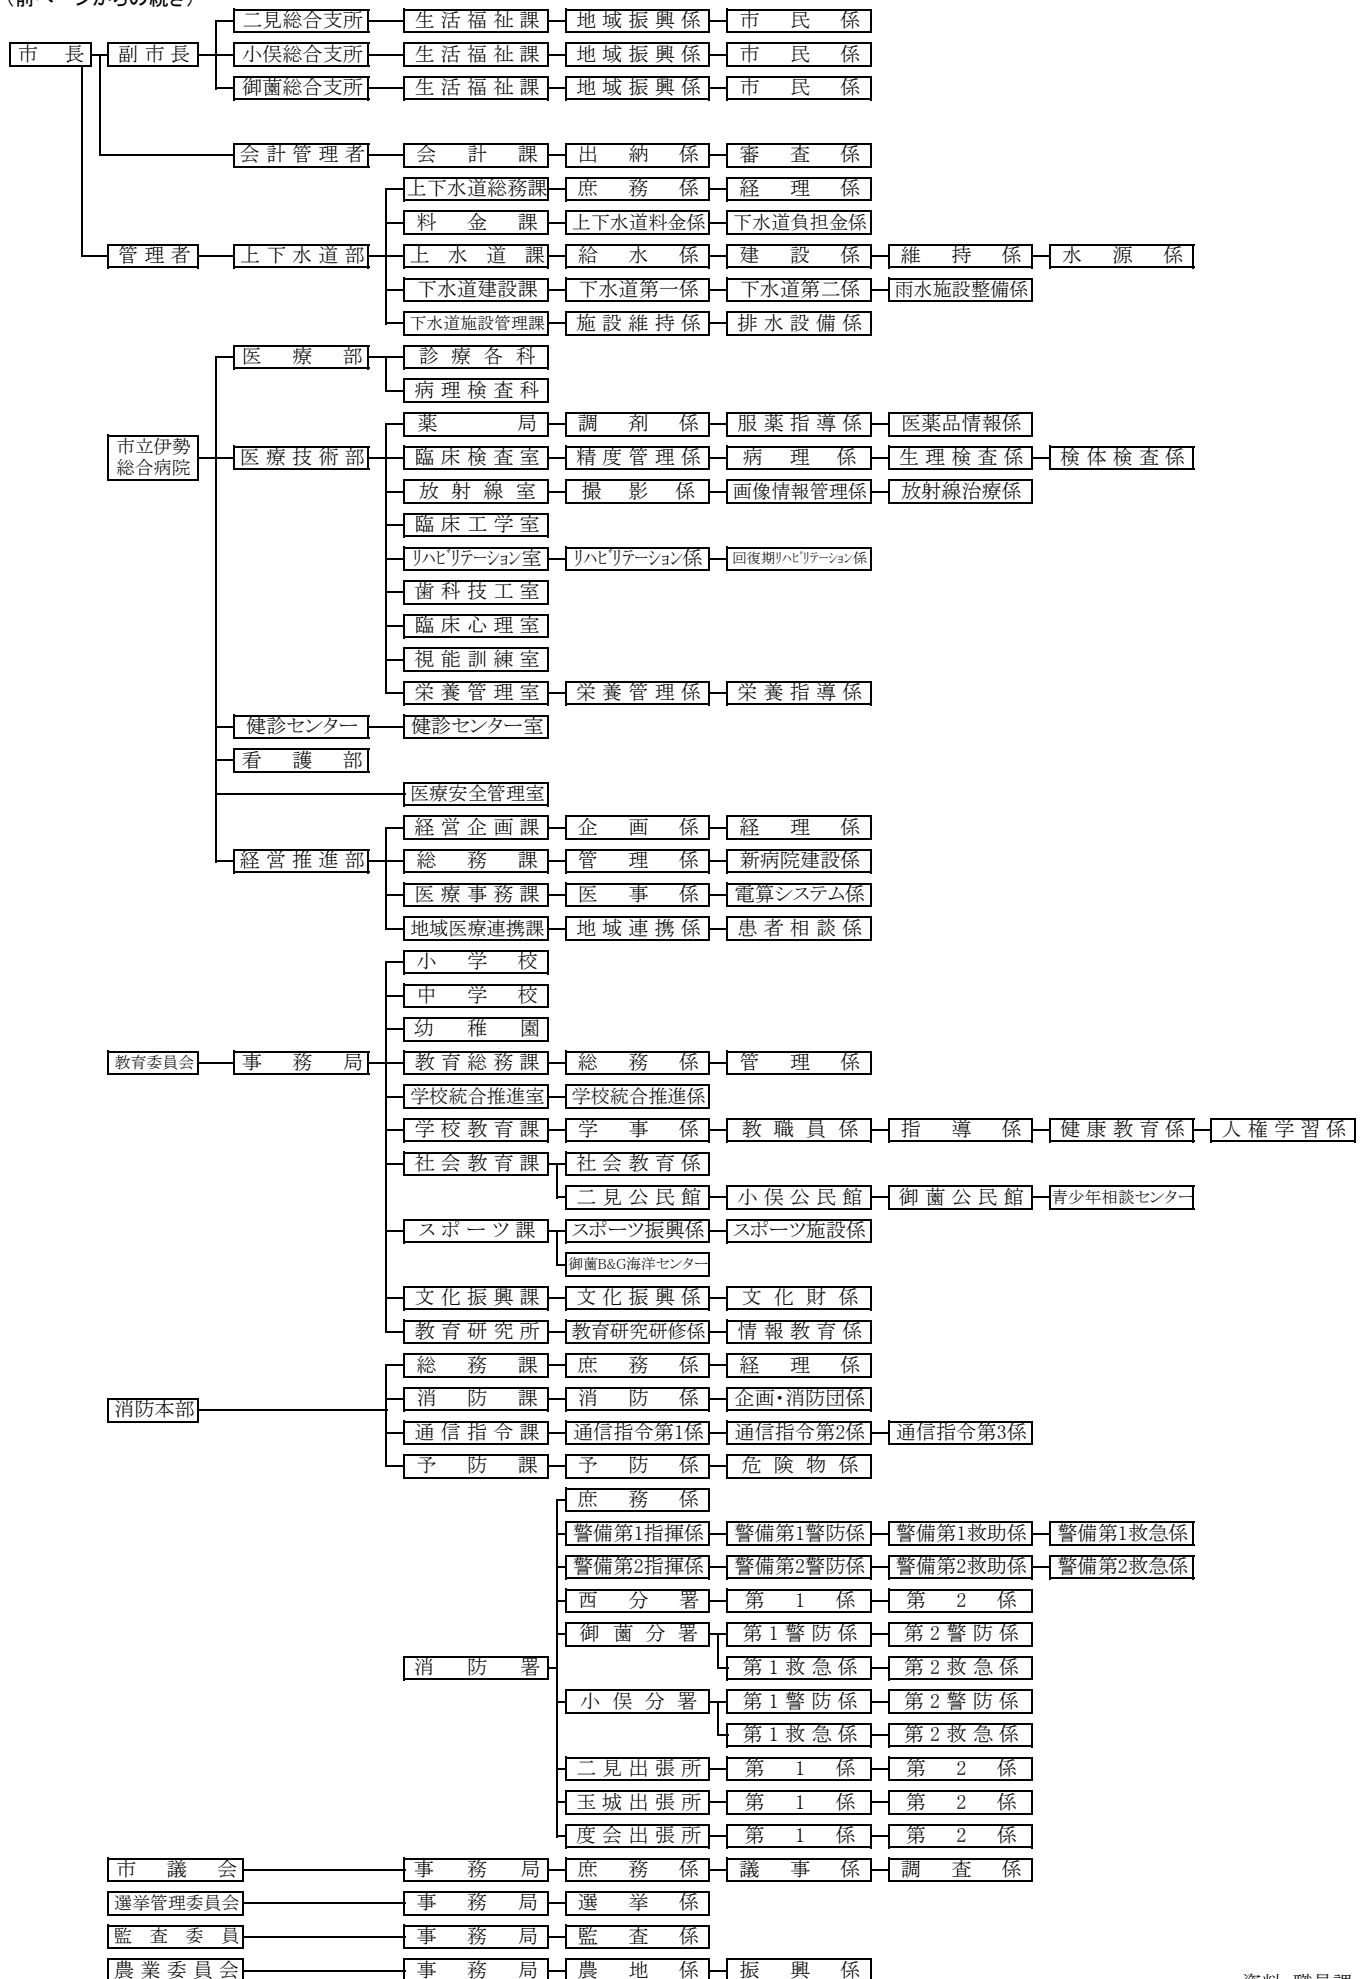 (前ページからの続き)
二見総合支所 生活福祉課 地域振興係 市民係
市長 副市長 小俣総合支所 生活福祉課 地域振興係 市民係
御薗総合支所 生活福祉課 地域振興係 市民係
会計管理者 会計課 出納係 審査係
上下水道総務課 庶務係 経理係
料金課 上下水道料金係 下水道負担金係
管理者 上下水道部 上水道課 給水係 建設係 維持係 水源係
下水道建設課 下水道第一係 下水道第二係 雨水施設整備係
下水道施設管理課 施設維持係 排水設備係
医療部 診療各科
病理検査科
薬局 調剤係 服薬指導係 医薬品情報係
市立伊勢
総合病院
医療技術部 臨床検査室 精度管理係 病理係 生理検査係 検体検査係
放射線室 撮影係 画像情報管理係 放射線治療係
臨床工学室
リハビリテーション室 リハビリテーション係 回復期リハビリテーション係
歯科技工室
臨床心理室
視能訓練室
栄養管理室 栄養管理係 栄養指導係
健診センター 健診センター室
看護部
医療安全管理室
経営企画課 企画係 経理係
経営推進部 総務課 管理係 新病院建設係
医療事務課 医事係 電算システム係
地域医療連携課 地域連携係 患者相談係
小学校
中学校
幼稚園
教育委員会 事務局 教育総務課 総務係 管理係
学校統合推進室 学校統合推進係
学校教育課 学事係 教職員係 指導係 健康教育係 人権学習係
社会教育課 社会教育係
二見公民館 小俣公民館 御薗公民館 青少年相談センター
スポーツ課 スポーツ振興係 スポーツ施設係
御薗B&G海洋センター
文化振興課 文化振興係 文化財係
教育研究所 教育研究研修係 情報教育係
総務課 庶務係 経理係
消防本部 消防課 消防係 企画・消防団係
通信指令課 通信指令第1係 通信指令第2係 通信指令第3係
予防課 予防係 危険物係
庶務係
警備第1指揮係 警備第1警防係 警備第1救助係 警備第1救急係
警備第2指揮係 警備第2警防係 警備第2救助係 警備第2救急係
西分署 第1係 第2係
御薗分署 第1警防係 第2警防係
消防署 第1救急係 第2救急係
小俣分署 第1警防係 第2警防係
第1救急係 第2救急係
二見出張所 第1係 第2係
玉城出張所 第1係 第2係
度会出張所 第1係 第2係
市議会 事務局 庶務係 議事係 調査係
選挙管理委員会 事務局 選挙係
監査委員 事務局 監査係
農業委員会 事務局 農地係 振興係
資料 職員課